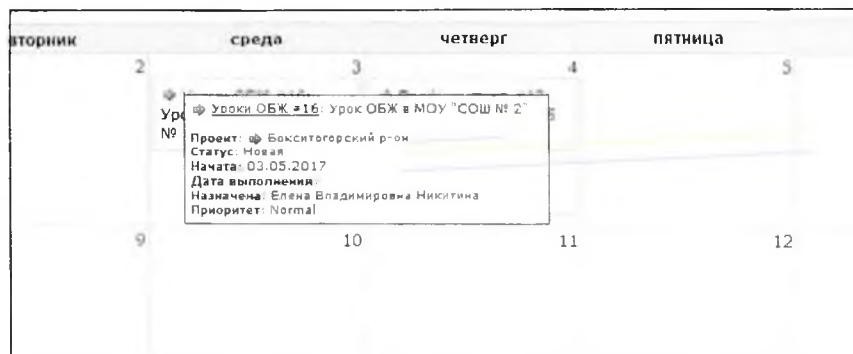 вторник среда четверг пятница
2 3 4 5
Уро
№
Уроки ОБЖ #16: Урок ОБЖ в МОУ "СОШ № 2"
Проект: Бокситогорский р-он
Статус: Новая
Начата: 03.05.2017
Дата выполнения:
Назначена: Елена Владимировна Никитина
Приоритет: Normal
9 10 11 12